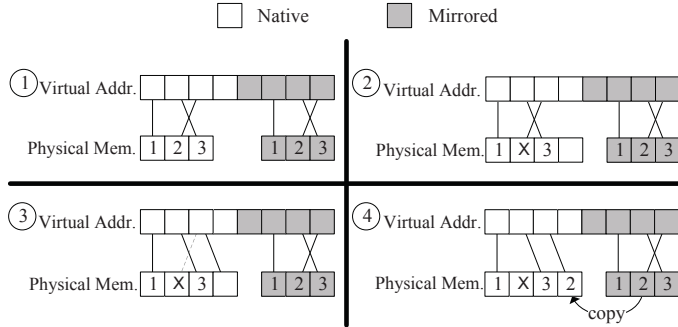 Native Mirrored
1 Virtual Addr.
Physical Mem. 1 2 3 1 2 3
2 Virtual Addr.
Physical Mem. 1 X 3 1 2 3
3 Virtual Addr.
Physical Mem. 1 X 3 1 2 3
4 Virtual Addr.
Physical Mem. 1 X 3 2 1 2 3
copy